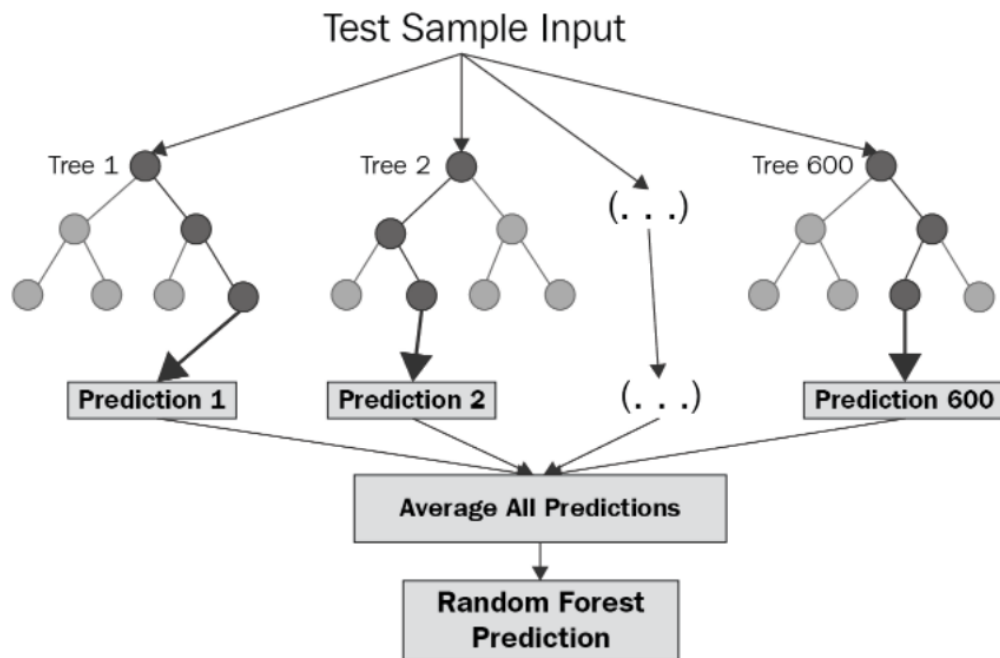 Test Sample Input
Tree 1
Tree 2
Tree 600
(. . .)
Prediction 1
Prediction 2
(. . .)
Prediction 600
Average All Predictions
Random Forest
Prediction